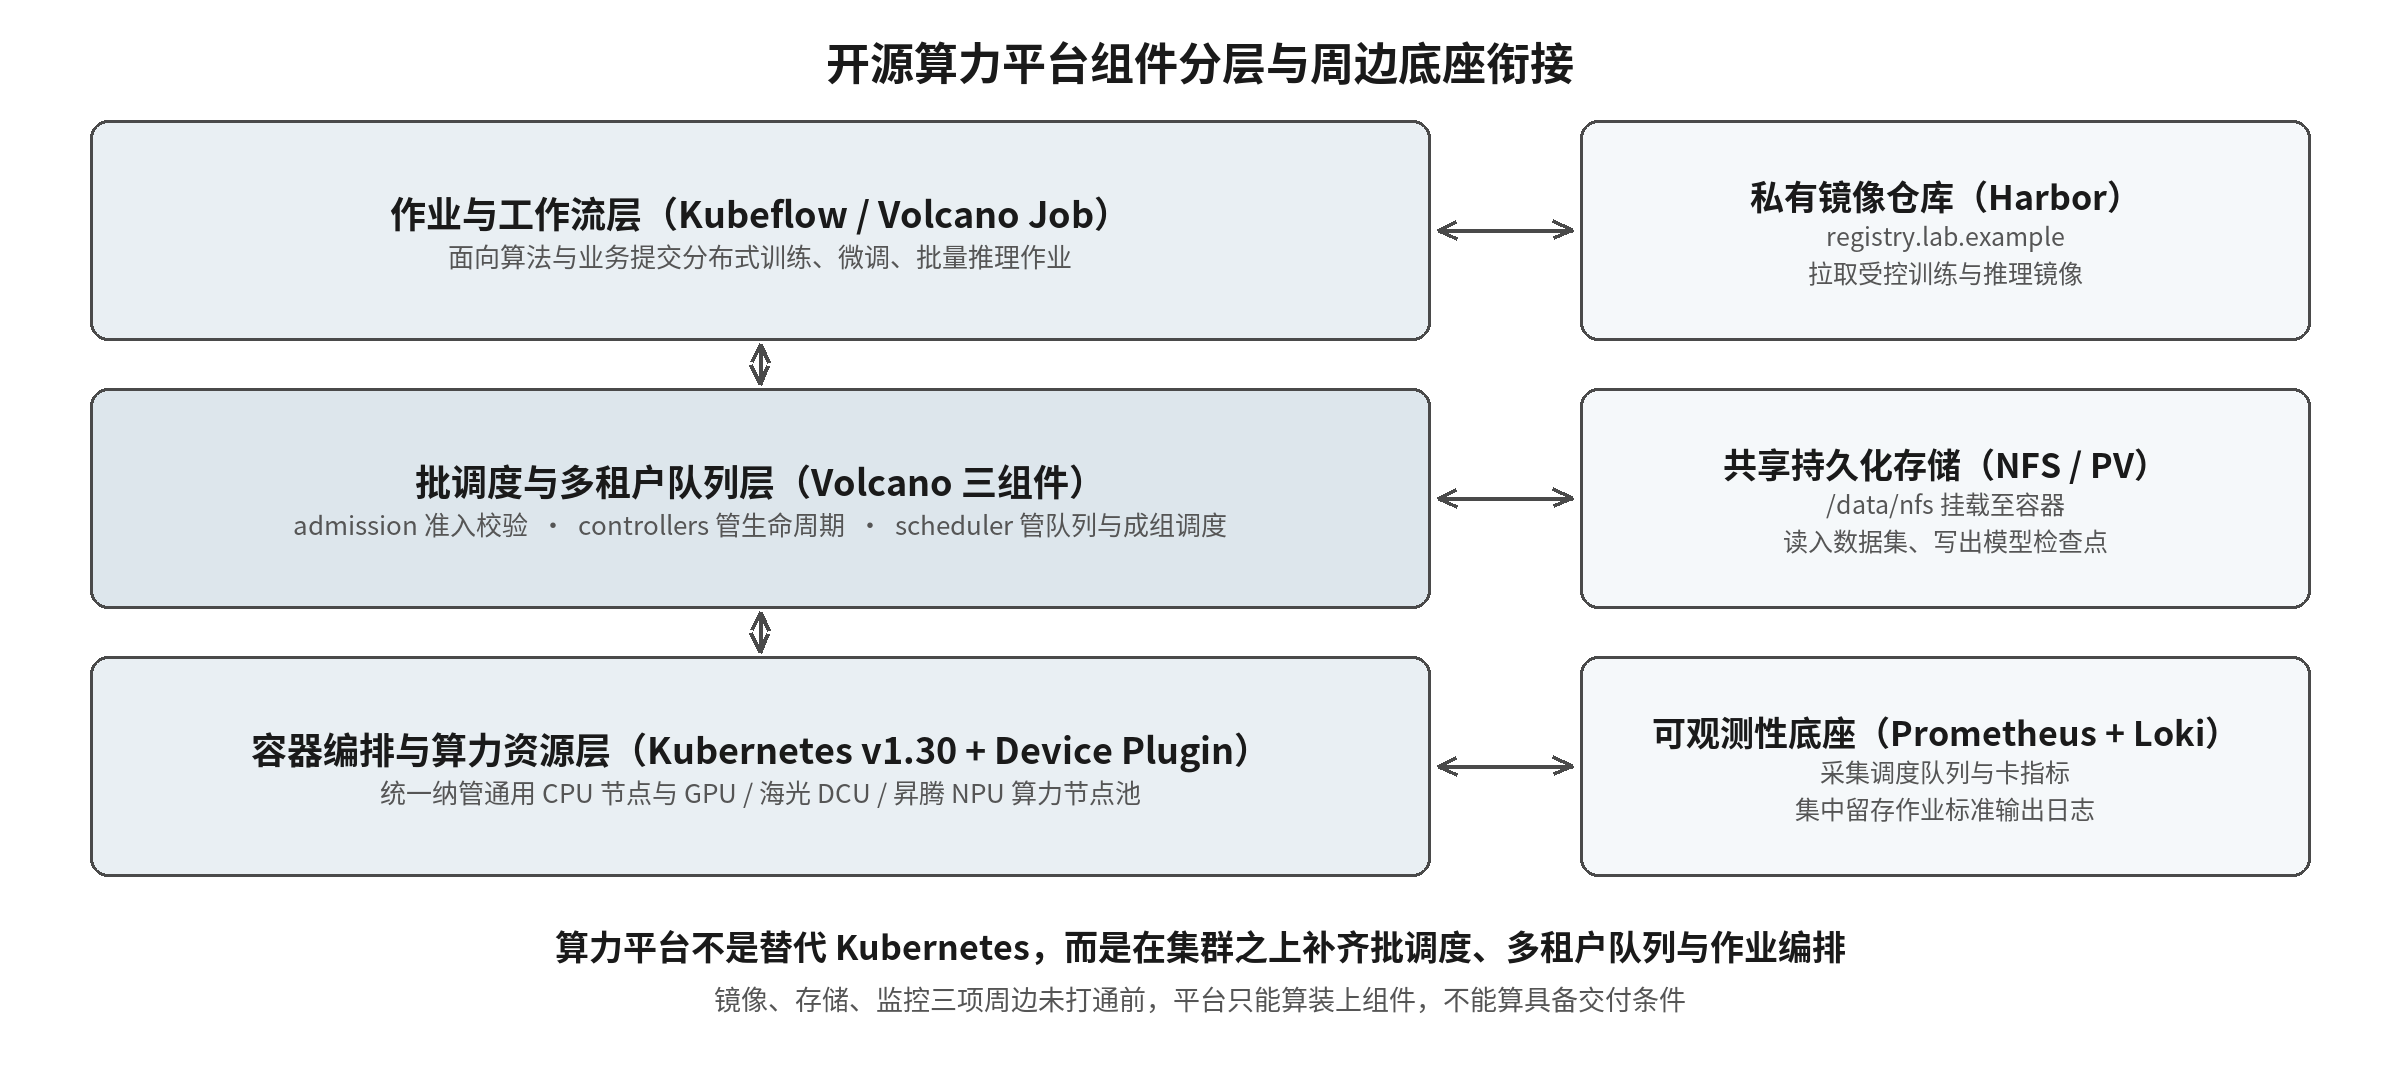 开源算力平台组件分层与周边底座衔接
作业与工作流层（Kubeflow / Volcano Job）
面向算法与业务提交分布式训练、微调、批量推理作业
私有镜像仓库（Harbor）
registry.lab.example
拉取受控训练与推理镜像
批调度与多租户队列层（Volcano 三组件）
admission 准入校验 · controllers 管生命周期 · scheduler 管队列与成组调度
共享持久化存储（NFS / PV）
/data/nfs 挂载至容器
读入数据集、写出模型检查点
容器编排与算力资源层（Kubernetes v1.30 + Device Plugin）
统一纳管通用 CPU 节点与 GPU / 海光 DCU / 昇腾 NPU 算力节点池
可观测性底座（Prometheus + Loki）
采集调度队列与卡指标
集中留存作业标准输出日志
算力平台不是替代 Kubernetes，而是在集群之上补齐批调度、多租户队列与作业编排
镜像、存储、监控三项周边未打通前，平台只能算装上组件，不能算具备交付条件